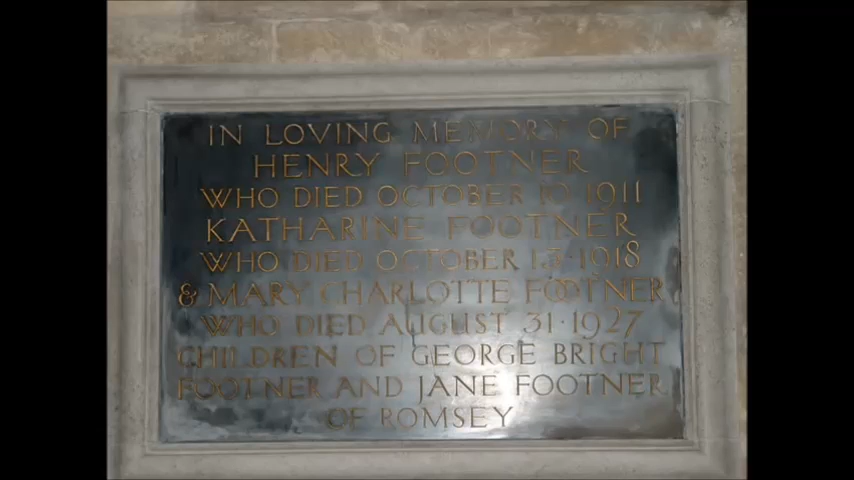 IN LOVING MEMORY OF
HENRY FOOTNER
WHO DIED OCTOBER 10·1911
KATHARINE FOOTNER
WHO DIED OCTOBER 13·1918
& MARY CHARLOTTE FOOTNER
WHO DIED AUGUST 31·1927
CHILDREN OF GEORGE BRIGHT
FOOTNER AND JANE FOOTNER
OF ROMSEY